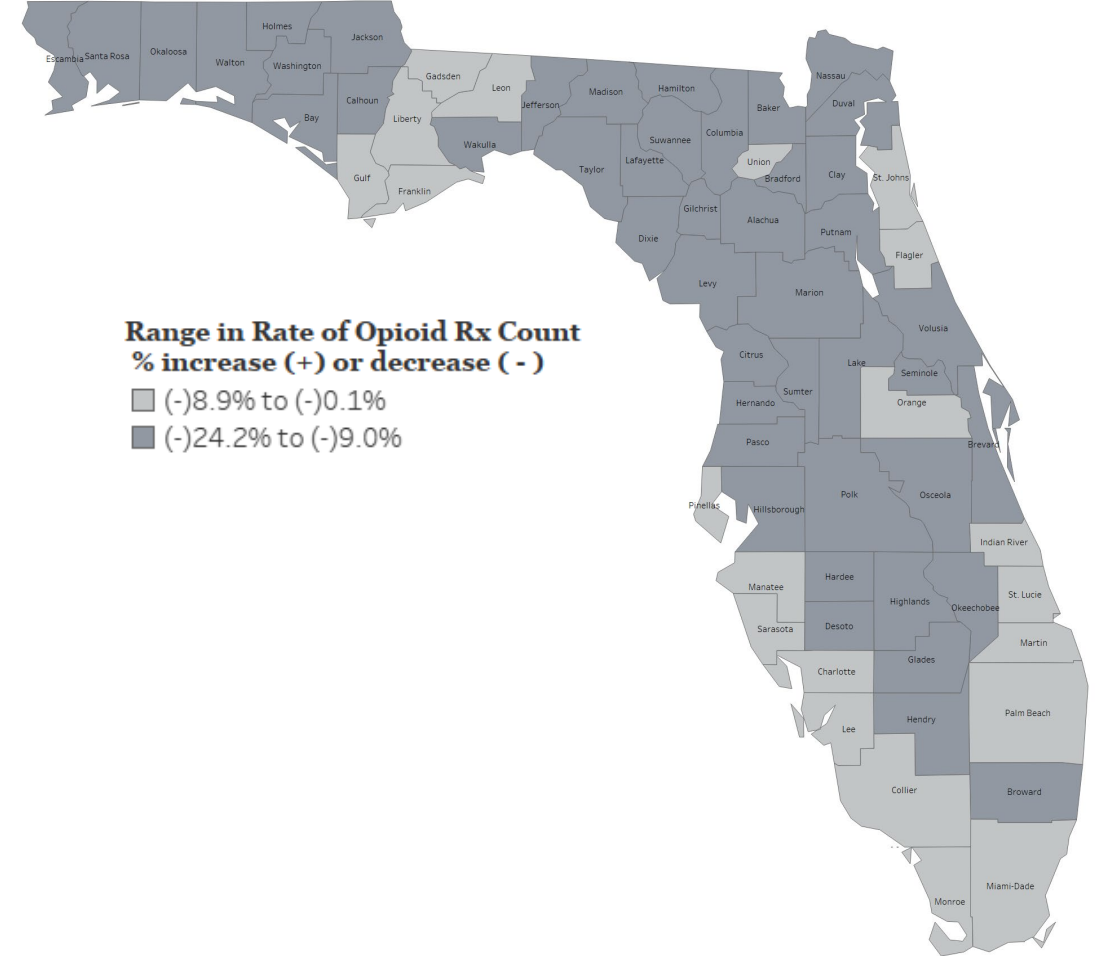 Holmes
Jackson
Escambia
Santa Rosa
Okaloosa
Walton
Washington
Gadsden
Leon
Calhoun
Bay
Liberty
Jefferson
Madison
Hamilton
Baker
Nassau
Duval
Wakulla
Suwannee
Columbia
Lafayette
Taylor
Union
Bradford
Clay
St. Johns
Gulf
Franklin
Gilchrist
Alachua
Putnam
Dixie
Flagler
Levy
Marion
Volusia
Range in Rate of Opioid Rx Count
% increase (+) or decrease ( - )
(-)8.9% to (-)0.1%
(-)24.2% to (-)9.0%
Citrus
Lake
Seminole
Sumter
Hernando
Orange
Pasco
Brevard
Pinellas
Hillsborough
Polk
Osceola
Indian River
Manatee
Hardee
Highlands
Okeechobee
St. Lucie
Sarasota
Desoto
Martin
Charlotte
Glades
Lee
Hendry
Palm Beach
Collier
Broward
Monroe
Miami-Dade